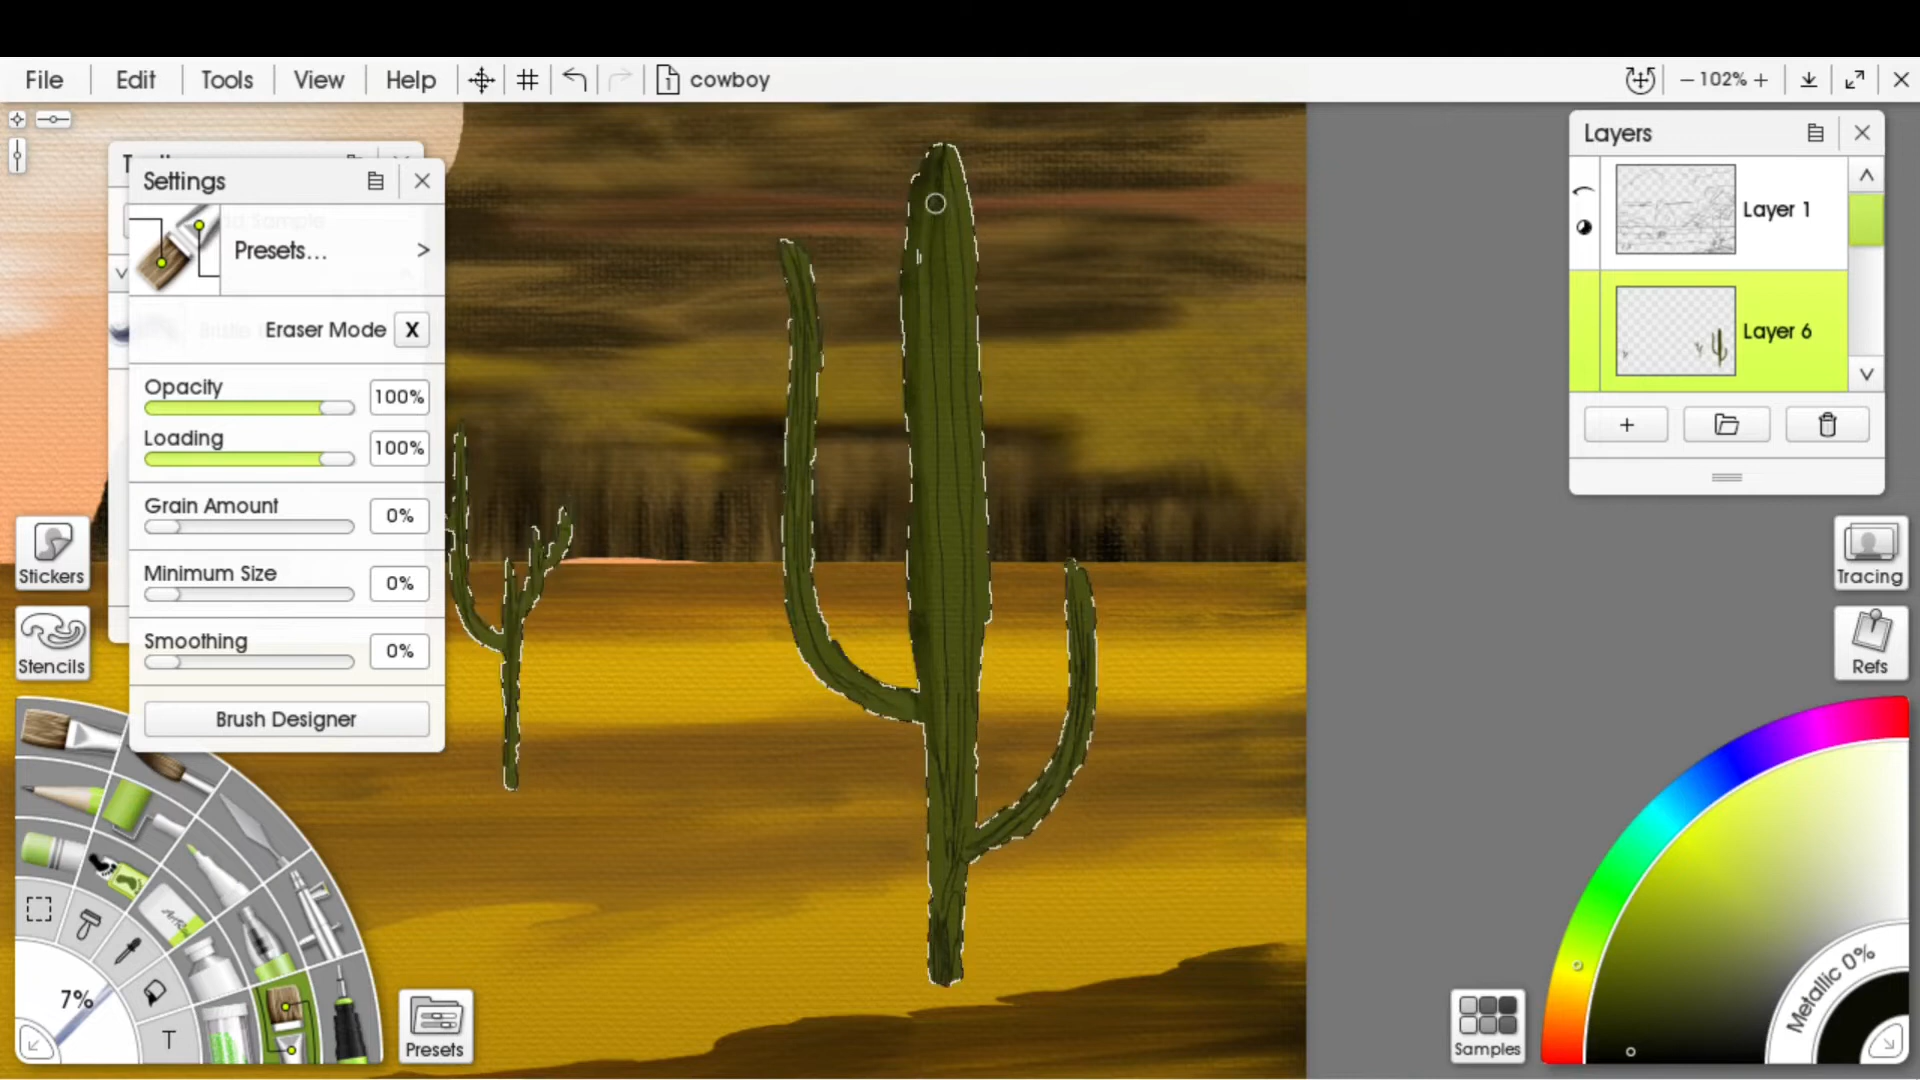 File Edit Tools View Help 1 cowboy
− 102% +
Settings
Presets... >
Eraser Mode X
Opacity 100%
Loading 100%
Grain Amount 0%
Minimum Size 0%
Smoothing 0%
Brush Designer
Stickers
Stencils
7%
T
Presets
Layers
Layer 1
Layer 6
+
Tracing
Refs
Metallic 0%
Samples